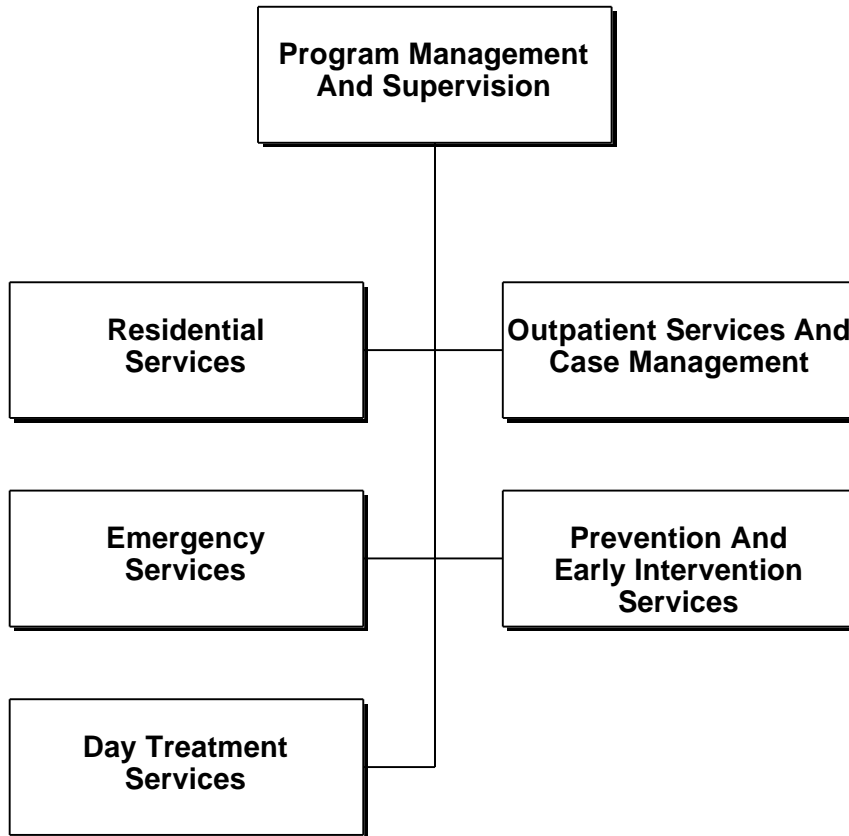 Program Management
And Supervision
Residential
Services
Outpatient Services And
Case Management
Emergency
Services
Prevention And
Early Intervention
Services
Day Treatment
Services